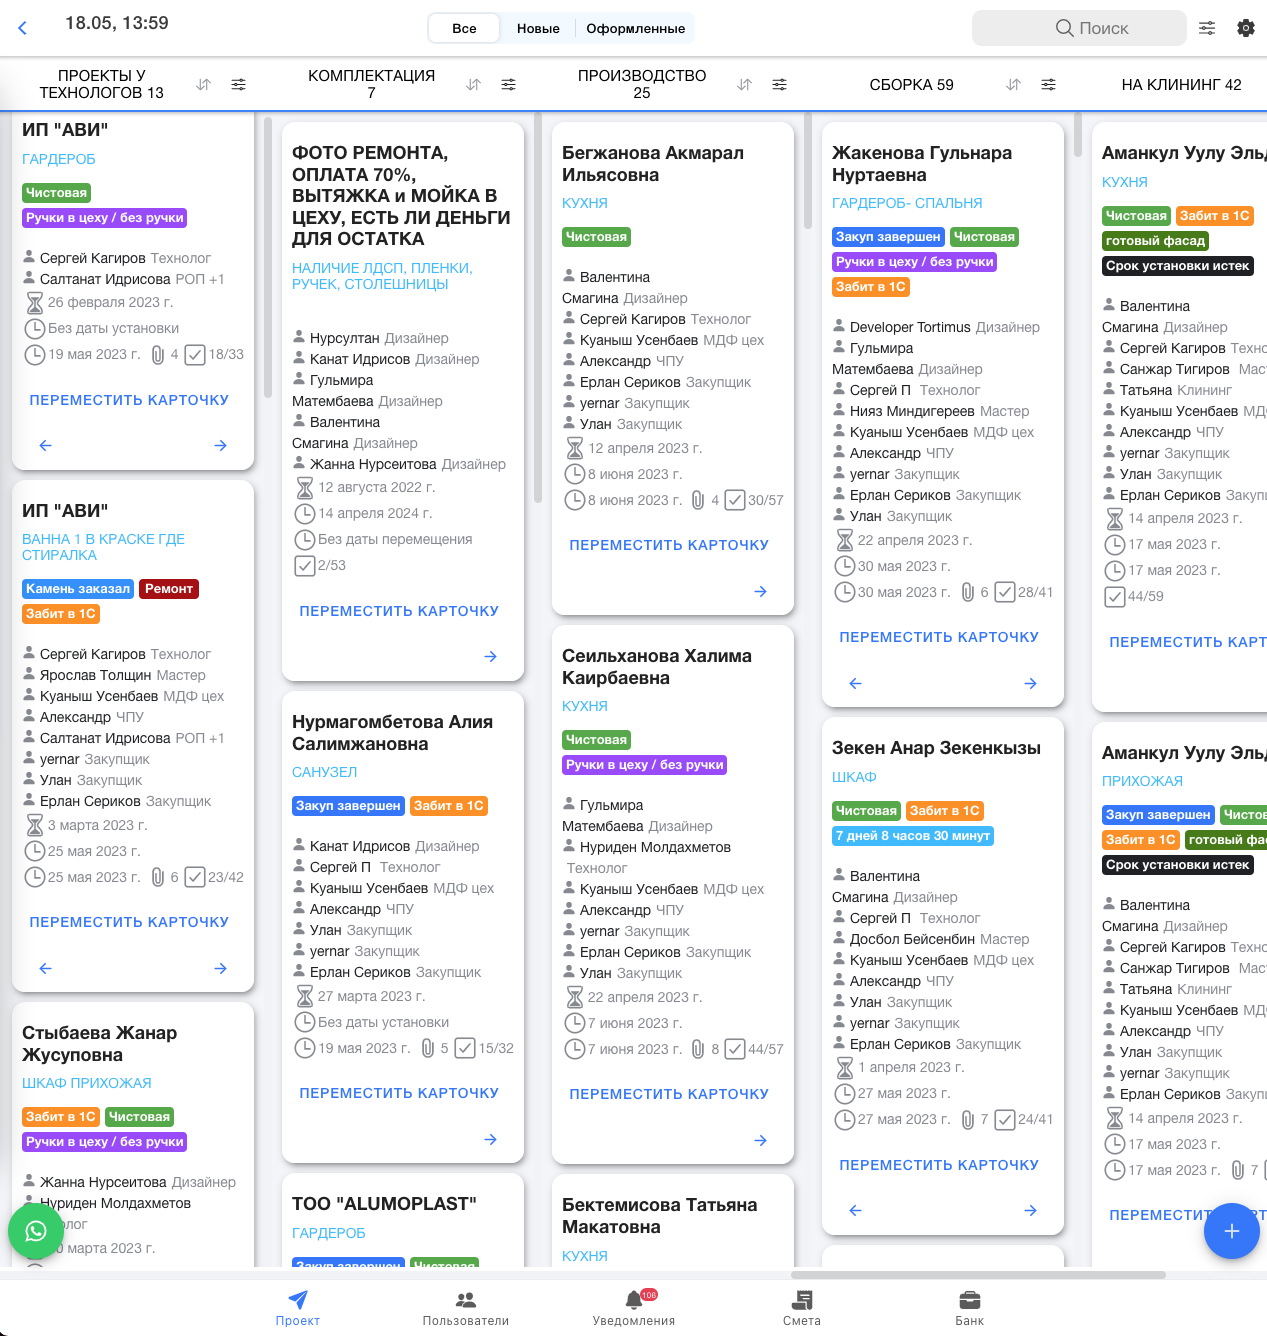 18.05, 13:59
Все
Новые
Оформленные
Поиск
ПРОЕКТЫ У
ТЕХНОЛОГОВ 13
КОМПЛЕКТАЦИЯ
7
ПРОИЗВОДСТВО
25
СБОРКА 59
НА КЛИНИНГ 42
ИП "АВИ"
ГАРДЕРОБ
Чистовая
Ручки в цеху / без ручки
Сергей Кагиров Технолог
Салтанат Идрисова РОП +1
26 февраля 2023 г.
Без даты установки
19 мая 2023 г. 4 18/33
ПЕРЕМЕСТИТЬ КАРТОЧКУ
ИП "АВИ"
ВАННА 1 В КРАСКЕ ГДЕ
СТИРАЛКА
Камень заказал Ремонт
Забит в 1С
Сергей Кагиров Технолог
Ярослав Толщин Мастер
Куаныш Усенбаев МДФ цех
Александр ЧПУ
Салтанат Идрисова РОП +1
yernar Закупщик
Улан Закупщик
Ерлан Сериков Закупщик
3 марта 2023 г.
25 мая 2023 г.
25 мая 2023 г. 6 23/42
ПЕРЕМЕСТИТЬ КАРТОЧКУ
Стыбаева Жанар
Жусуповна
ШКАФ ПРИХОЖАЯ
Забит в 1С Чистовая
Ручки в цеху / без ручки
Жанна Нурсеитова Дизайнер
Нуриден Молдахметов
олог
0 марта 2023 г.
ФОТО РЕМОНТА,
ОПЛАТА 70%,
ВЫТЯЖКА и МОЙКА В
ЦЕХУ, ЕСТЬ ЛИ ДЕНЬГИ
ДЛЯ ОСТАТКА
НАЛИЧИЕ ЛДСП, ПЛЕНКИ,
РУЧЕК, СТОЛЕШНИЦЫ
Нурсултан Дизайнер
Канат Идрисов Дизайнер
Гульмира
Матембаева Дизайнер
Валентина
Смагина Дизайнер
Жанна Нурсеитова Дизайнер
12 августа 2022 г.
14 апреля 2024 г.
Без даты перемещения
2/53
ПЕРЕМЕСТИТЬ КАРТОЧКУ
Нурмагомбетова Алия
Салимжановна
САНУЗЕЛ
Закуп завершен Забит в 1С
Канат Идрисов Дизайнер
Сергей П Технолог
Куаныш Усенбаев МДФ цех
Александр ЧПУ
Улан Закупщик
yernar Закупщик
Ерлан Сериков Закупщик
27 марта 2023 г.
Без даты установки
19 мая 2023 г. 5 15/32
ПЕРЕМЕСТИТЬ КАРТОЧКУ
ТОО "ALUMOPLAST"
ГАРДЕРОБ
Закуп завершен Чистовая
Бегжанова Акмарал
Ильясовна
КУХНЯ
Чистовая
Валентина
Смагина Дизайнер
Сергей Кагиров Технолог
Куаныш Усенбаев МДФ цех
Александр ЧПУ
Ерлан Сериков Закупщик
yernar Закупщик
Улан Закупщик
12 апреля 2023 г.
8 июня 2023 г.
8 июня 2023 г. 4 30/57
ПЕРЕМЕСТИТЬ КАРТОЧКУ
Сеильханова Халима
Каирбаевна
КУХНЯ
Чистовая
Ручки в цеху / без ручки
Гульмира
Матембаева Дизайнер
Нуриден Молдахметов
Технолог
Куаныш Усенбаев МДФ цех
Александр ЧПУ
yernar Закупщик
Ерлан Сериков Закупщик
Улан Закупщик
22 апреля 2023 г.
7 июня 2023 г.
7 июня 2023 г. 8 44/57
ПЕРЕМЕСТИТЬ КАРТОЧКУ
Бектемисова Татьяна
Макатовна
КУХНЯ
Жакенова Гульнара
Нуртаевна
ГАРДЕРОБ- СПАЛЬНЯ
Закуп завершен Чистовая
Ручки в цеху / без ручки
Забит в 1С
Developer Tortimus Дизайнер
Гульмира
Матембаева Дизайнер
Сергей П Технолог
Нияз Миндигереев Мастер
Куаныш Усенбаев МДФ цех
Александр ЧПУ
yernar Закупщик
Ерлан Сериков Закупщик
Улан Закупщик
22 апреля 2023 г.
30 мая 2023 г.
30 мая 2023 г. 6 28/41
ПЕРЕМЕСТИТЬ КАРТОЧКУ
Зекен Анар Зекенкызы
ШКАФ
Чистовая Забит в 1С
7 дней 8 часов 30 минут
Валентина
Смагина Дизайнер
Сергей П Технолог
Досбол Бейсенбин Мастер
Куаныш Усенбаев МДФ цех
Александр ЧПУ
Улан Закупщик
yernar Закупщик
Ерлан Сериков Закупщик
1 апреля 2023 г.
27 мая 2023 г.
27 мая 2023 г. 7 24/41
ПЕРЕМЕСТИТЬ КАРТОЧКУ
Аманкул Уулу Эльд
КУХНЯ
Чистовая Забит в 1С
готовый фасад
Срок установки истек
Валентина
Смагина Дизайнер
Сергей Кагиров Техно
Санжар Тигиров Мас
Татьяна Клининг
Куаныш Усенбаев МД
Александр ЧПУ
yernar Закупщик
Улан Закупщик
Ерлан Сериков Закуп
14 апреля 2023 г.
17 мая 2023 г.
17 мая 2023 г.
44/59
ПЕРЕМЕСТИТЬ КАРТ
Аманкул Уулу Эльд
ПРИХОЖАЯ
Закуп завершен Чистов
Забит в 1С готовый фас
Срок установки истек
Валентина
Смагина Дизайнер
Сергей Кагиров Техно
Санжар Тигиров Мас
Татьяна Клининг
Куаныш Усенбаев МД
Александр ЧПУ
Улан Закупщик
yernar Закупщик
Ерлан Сериков Закуп
14 апреля 2023 г.
17 мая 2023 г.
17 мая 2023 г. 7
ПЕРЕМЕСТИТЬ КАРТ
Проект
Пользователи
106
Уведомления
Смета
Банк